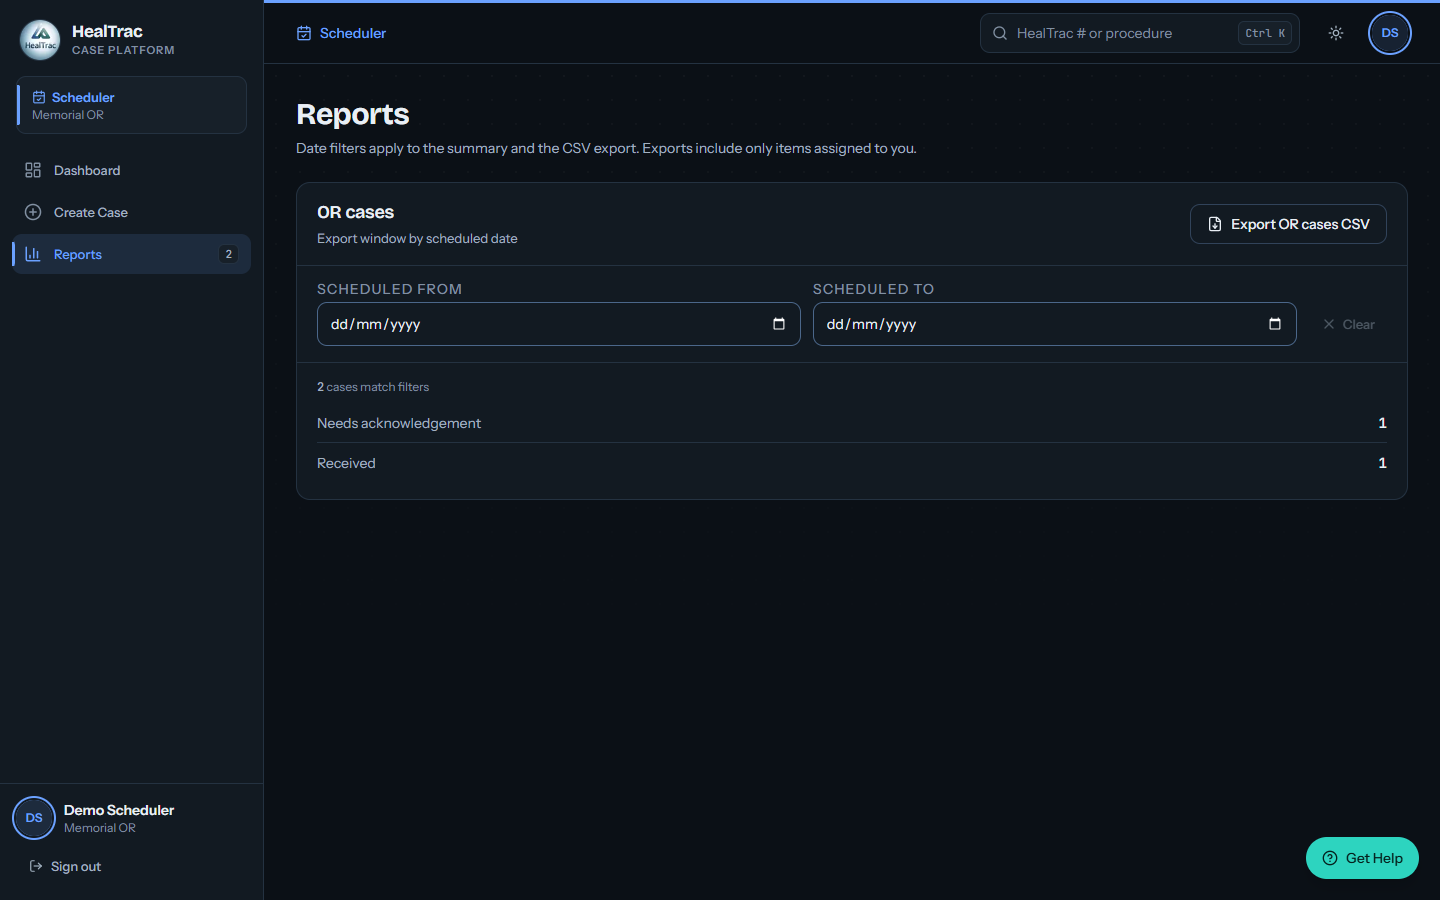 HealTrac
HealTrac
CASE PLATFORM
Scheduler
Memorial OR
Dashboard
Create Case
Reports
2
Demo Scheduler
DS
Memorial OR
Sign out
Scheduler
HealTrac # or procedure
Ctrl K
DS
Reports
Date filters apply to the summary and the CSV export. Exports include only items assigned to you.
OR cases
Export window by scheduled date
Export OR cases CSV
SCHEDULED FROM
dd/mm/yyyy
SCHEDULED TO
dd/mm/yyyy
Clear
2 cases match filters
Needs acknowledgement
1
Received
1
Get Help